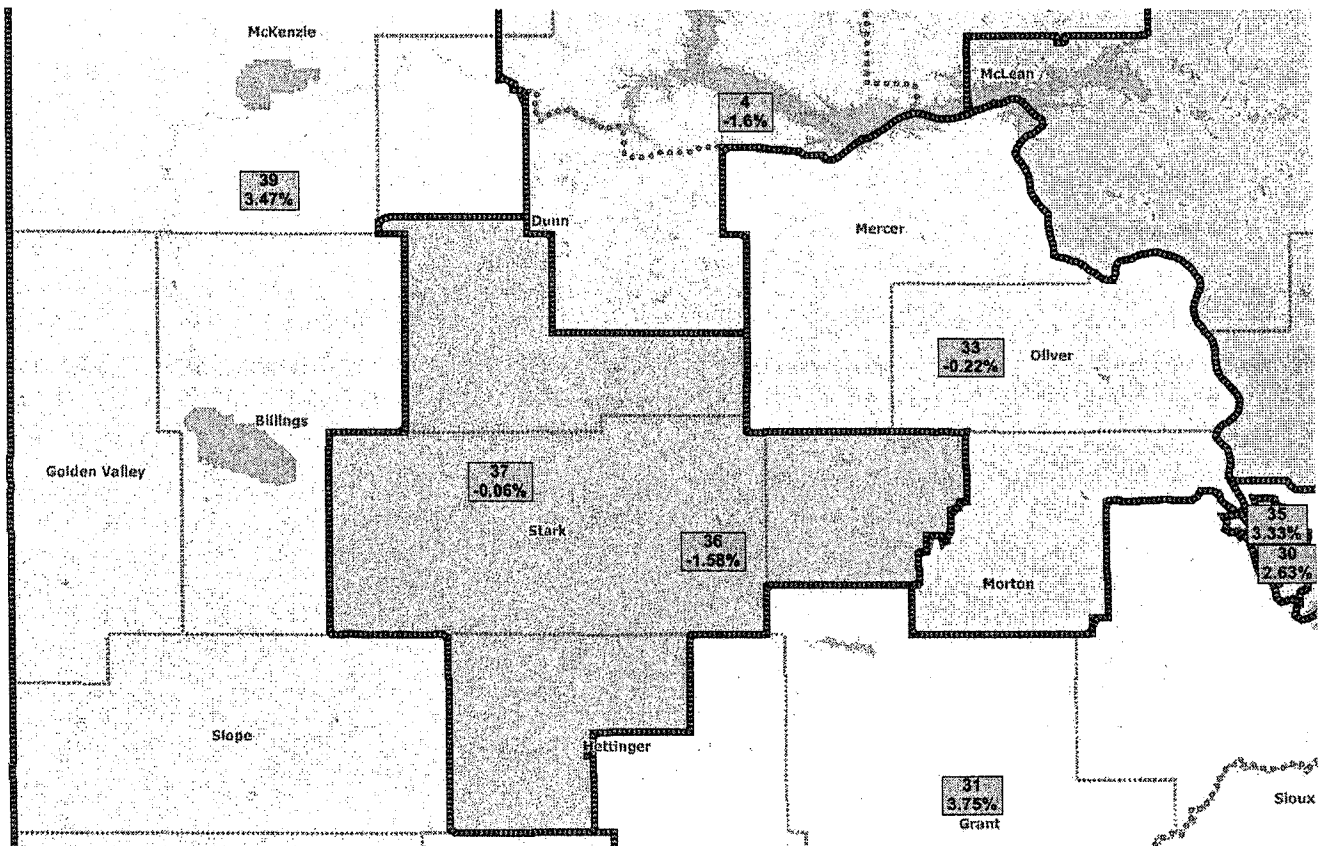 McKenzie
McLean
4
-1.6%
39
3.47%
Dunn
Mercer
33
-0.22%
Oliver
Billings
Golden Valley
37
-0.06%
Stark
36
-1.58%
35
3.33%
30
2.63%
Morton
Slope
Hettinger
31
3.75%
Grant
Sioux